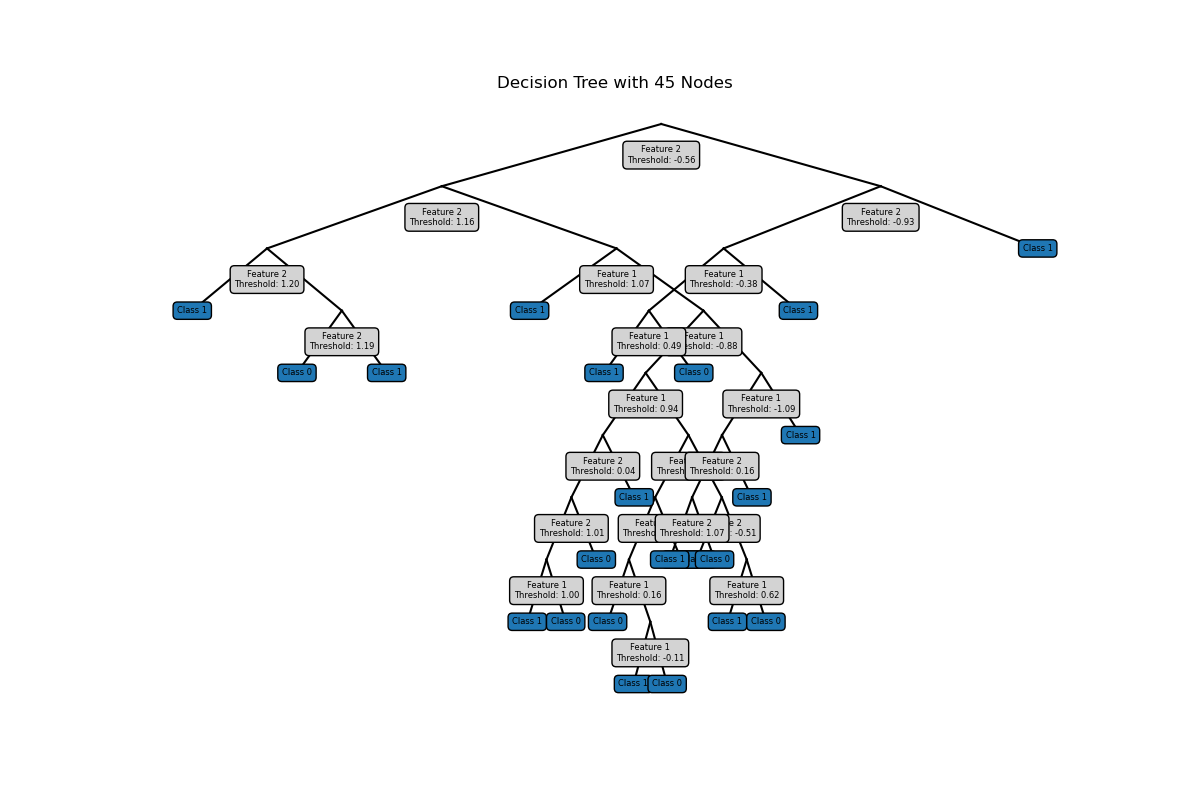 Decision Tree with 45 Nodes
Feature 2
Threshold: -0.56
Feature 2
Threshold: 1.16
Feature 2
Threshold: -0.93
Class 1
Feature 2
Threshold: 1.20
Feature 1
Threshold: 1.07
Feature 1
Threshold: -0.38
Class 1
Class 1
Class 1
Feature 2
Threshold: 1.19
Feature 1
Threshold: 0.49
Feature 1
-0.88
Class 0
Class 1
Class 1
Class 0
Feature 1
Threshold: 0.94
Feature 1
Threshold: -1.09
Class 1
Feature 2
Threshold: 0.04
Feature 2
Threshold: 0.16
Class 1
Class 1
Feature 2
Threshold: 1.01
Feature 2
Threshold: 1.07
2
-0.51
Class 0
Class 1
Class 0
Feature 1
Threshold: 1.00
Feature 1
Threshold: 0.16
Feature 1
Threshold: 0.62
Class 1
Class 0
Class 0
Class 1
Class 0
Feature 1
Threshold: -0.11
Class 1
Class 0